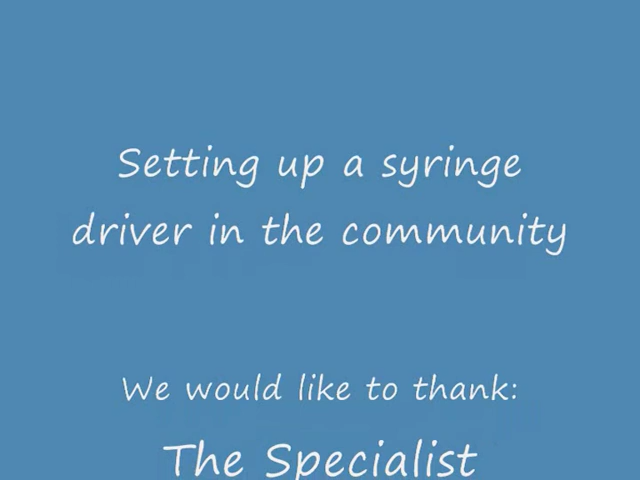 Setting up a syringe
driver in the community
We would like to thank:
The Specialist